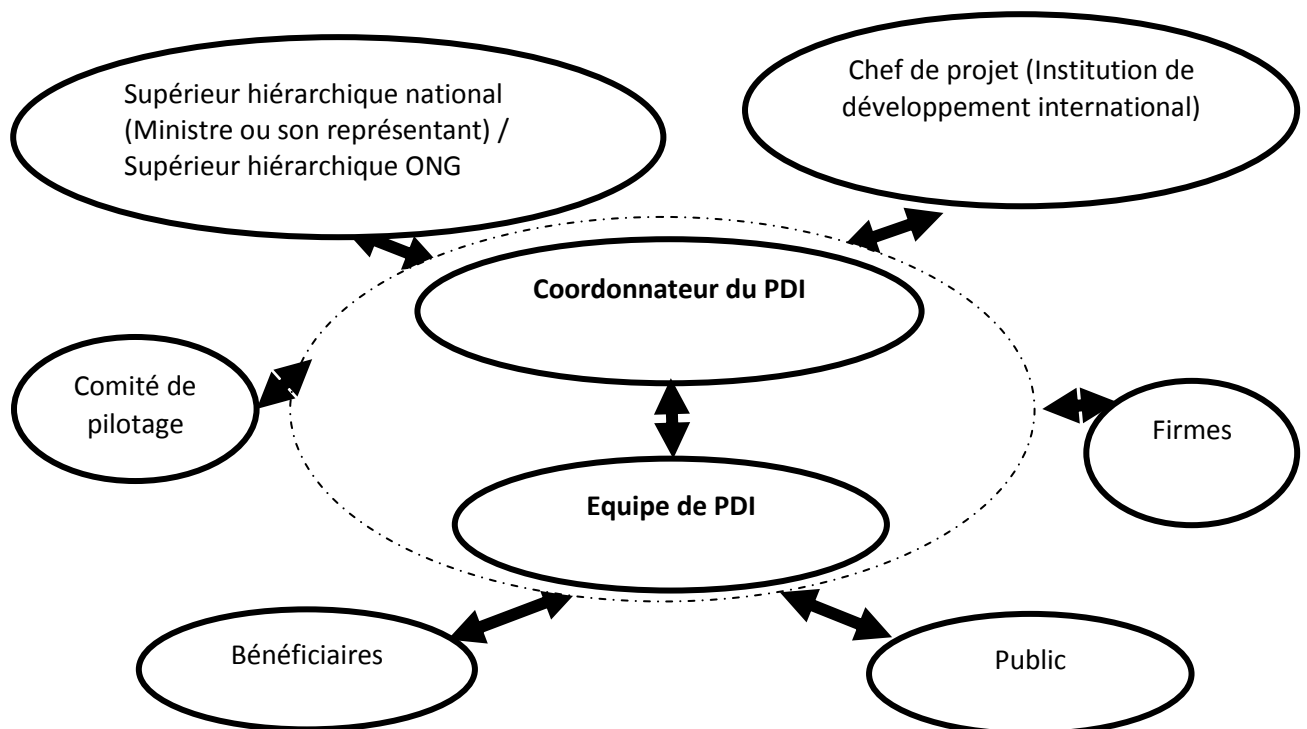 Supérieur hiérarchique national
(Ministre ou son représentant) /
Supérieur hiérarchique ONG
Chef de projet (Institution de
développement international)
Coordonnateur du PDI
Comité de
pilotage
Firmes
Equipe de PDI
Bénéficiaires
Public